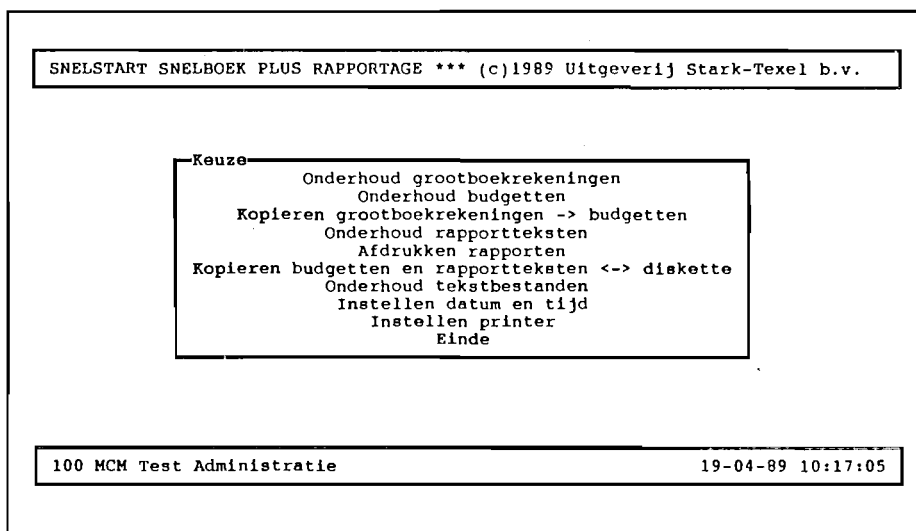 SNELSTART SNELBOEK PLUS RAPPORTAGE *** (c)1989 Uitgeverij Stark-Texel b.v.
Keuze
Onderhoud grootboekrekeningen
Onderhoud budgetten
Kopieren grootboekrekeningen -> budgetten
Onderhoud rapportteksten
Afdrukken rapporten
Kopieren budgetten en rapportteksten <-> diskette
Onderhoud tekstbestanden
Instellen datum en tijd
Instellen printer
Einde
100 MCM Test Administratie 19-04-89 10:17:05